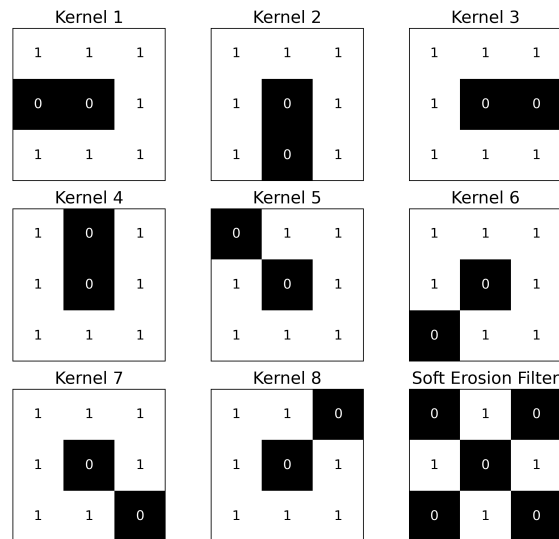 Kernel 1 Kernel 2 Kernel 3
1 1 1 1 1 1 1 1 1
0 0 1 1 0 1 1 0 0
1 1 1 1 0 1 1 1 1
Kernel 4 Kernel 5 Kernel 6
1 0 1 0 1 1 1 1 1
1 0 1 1 0 1 1 0 1
1 1 1 1 1 1 0 1 1
Kernel 7 Kernel 8 Soft Erosion Filter
1 1 1 1 1 0 0 1 0
1 0 1 1 0 1 1 0 1
1 1 0 1 1 1 0 1 0